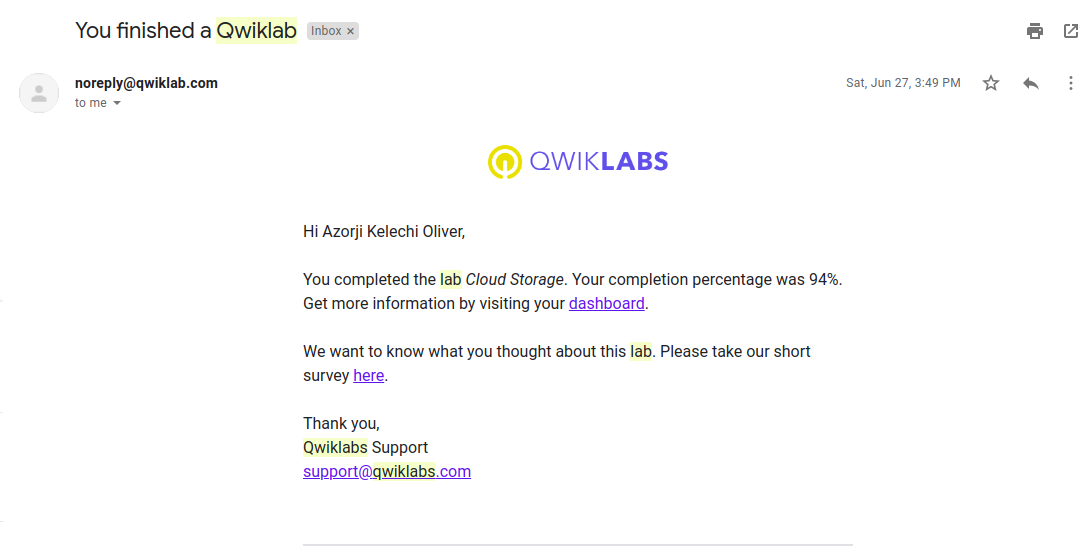 You finished a Qwiklab Inbox ×
noreply@qwiklab.com Sat, Jun 27, 3:49 PM
to me
QWIKLABS
Hi Azorji Kelechi Oliver,
You completed the lab Cloud Storage. Your completion percentage was 94%.
Get more information by visiting your dashboard.
We want to know what you thought about this lab. Please take our short
survey here.
Thank you,
Qwiklabs Support
support@qwiklabs.com